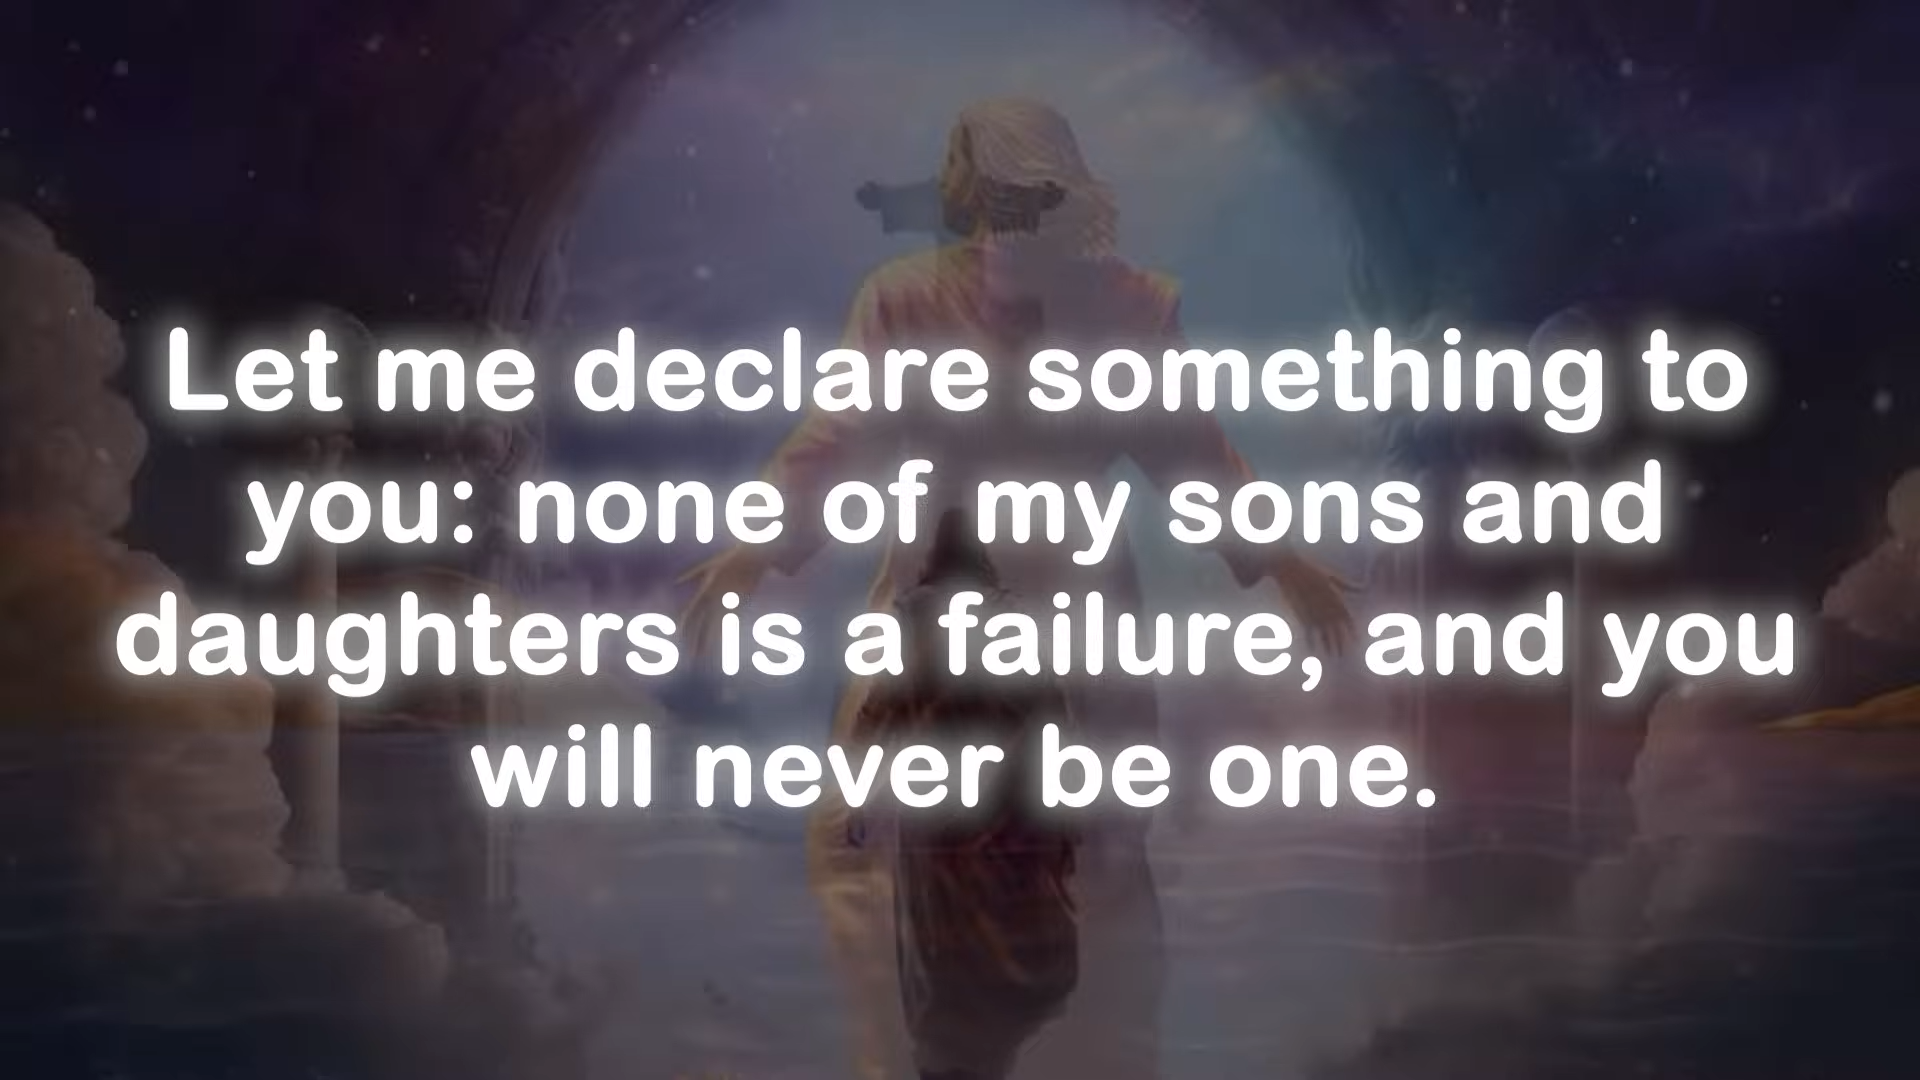 Let me declare something to
you: none of my sons and
daughters is a failure, and you
will never be one.